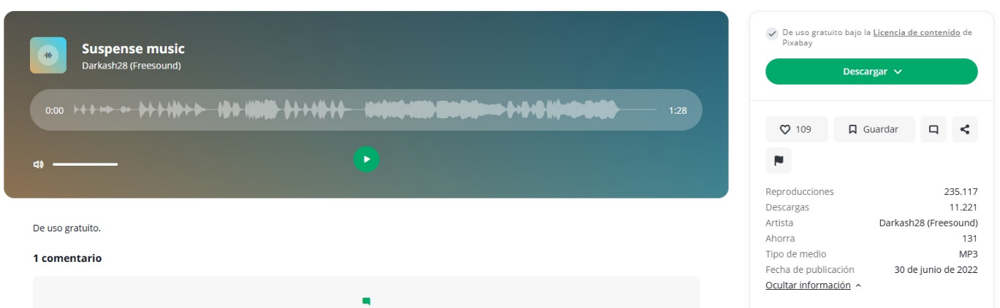 Suspense music
Darkash28 (Freesound)
0:00
1:28
De uso gratuito.
1 comentario
De uso gratuito bajo la Licencia de contenido de
Pixabay
Descargar
109
Guardar
Reproducciones 235.117
Descargas 11.221
Artista Darkash28 (Freesound)
Ahorra 131
Tipo de medio MP3
Fecha de publicación 30 de junio de 2022
Ocultar información